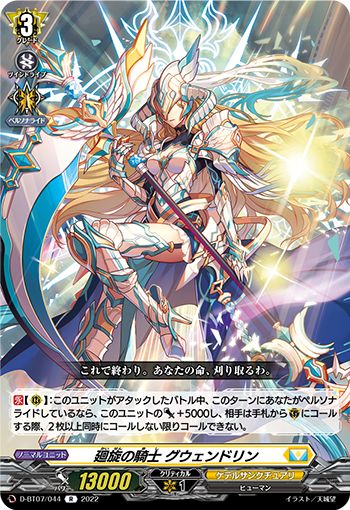 3
グレード
ツインドライブ
ペルソナライド
これで終わり。あなたの命、刈り取るわ。
永【】：このユニットがアタックしたバトル中、このターンにあなたがペルソナ
ライドしているなら、このユニットの+5000し、相手は手札からにコール
する際、２枚以上同時にコールしない限りコールできない。
ノーマルユニット
かいせん きし
廻旋の騎士 グウェンドリン
パワー 13000
クリティカル
1
ケテルサンクチュアリ
ヒューマン
D-BT07/044 R 2022
イラスト／天城望